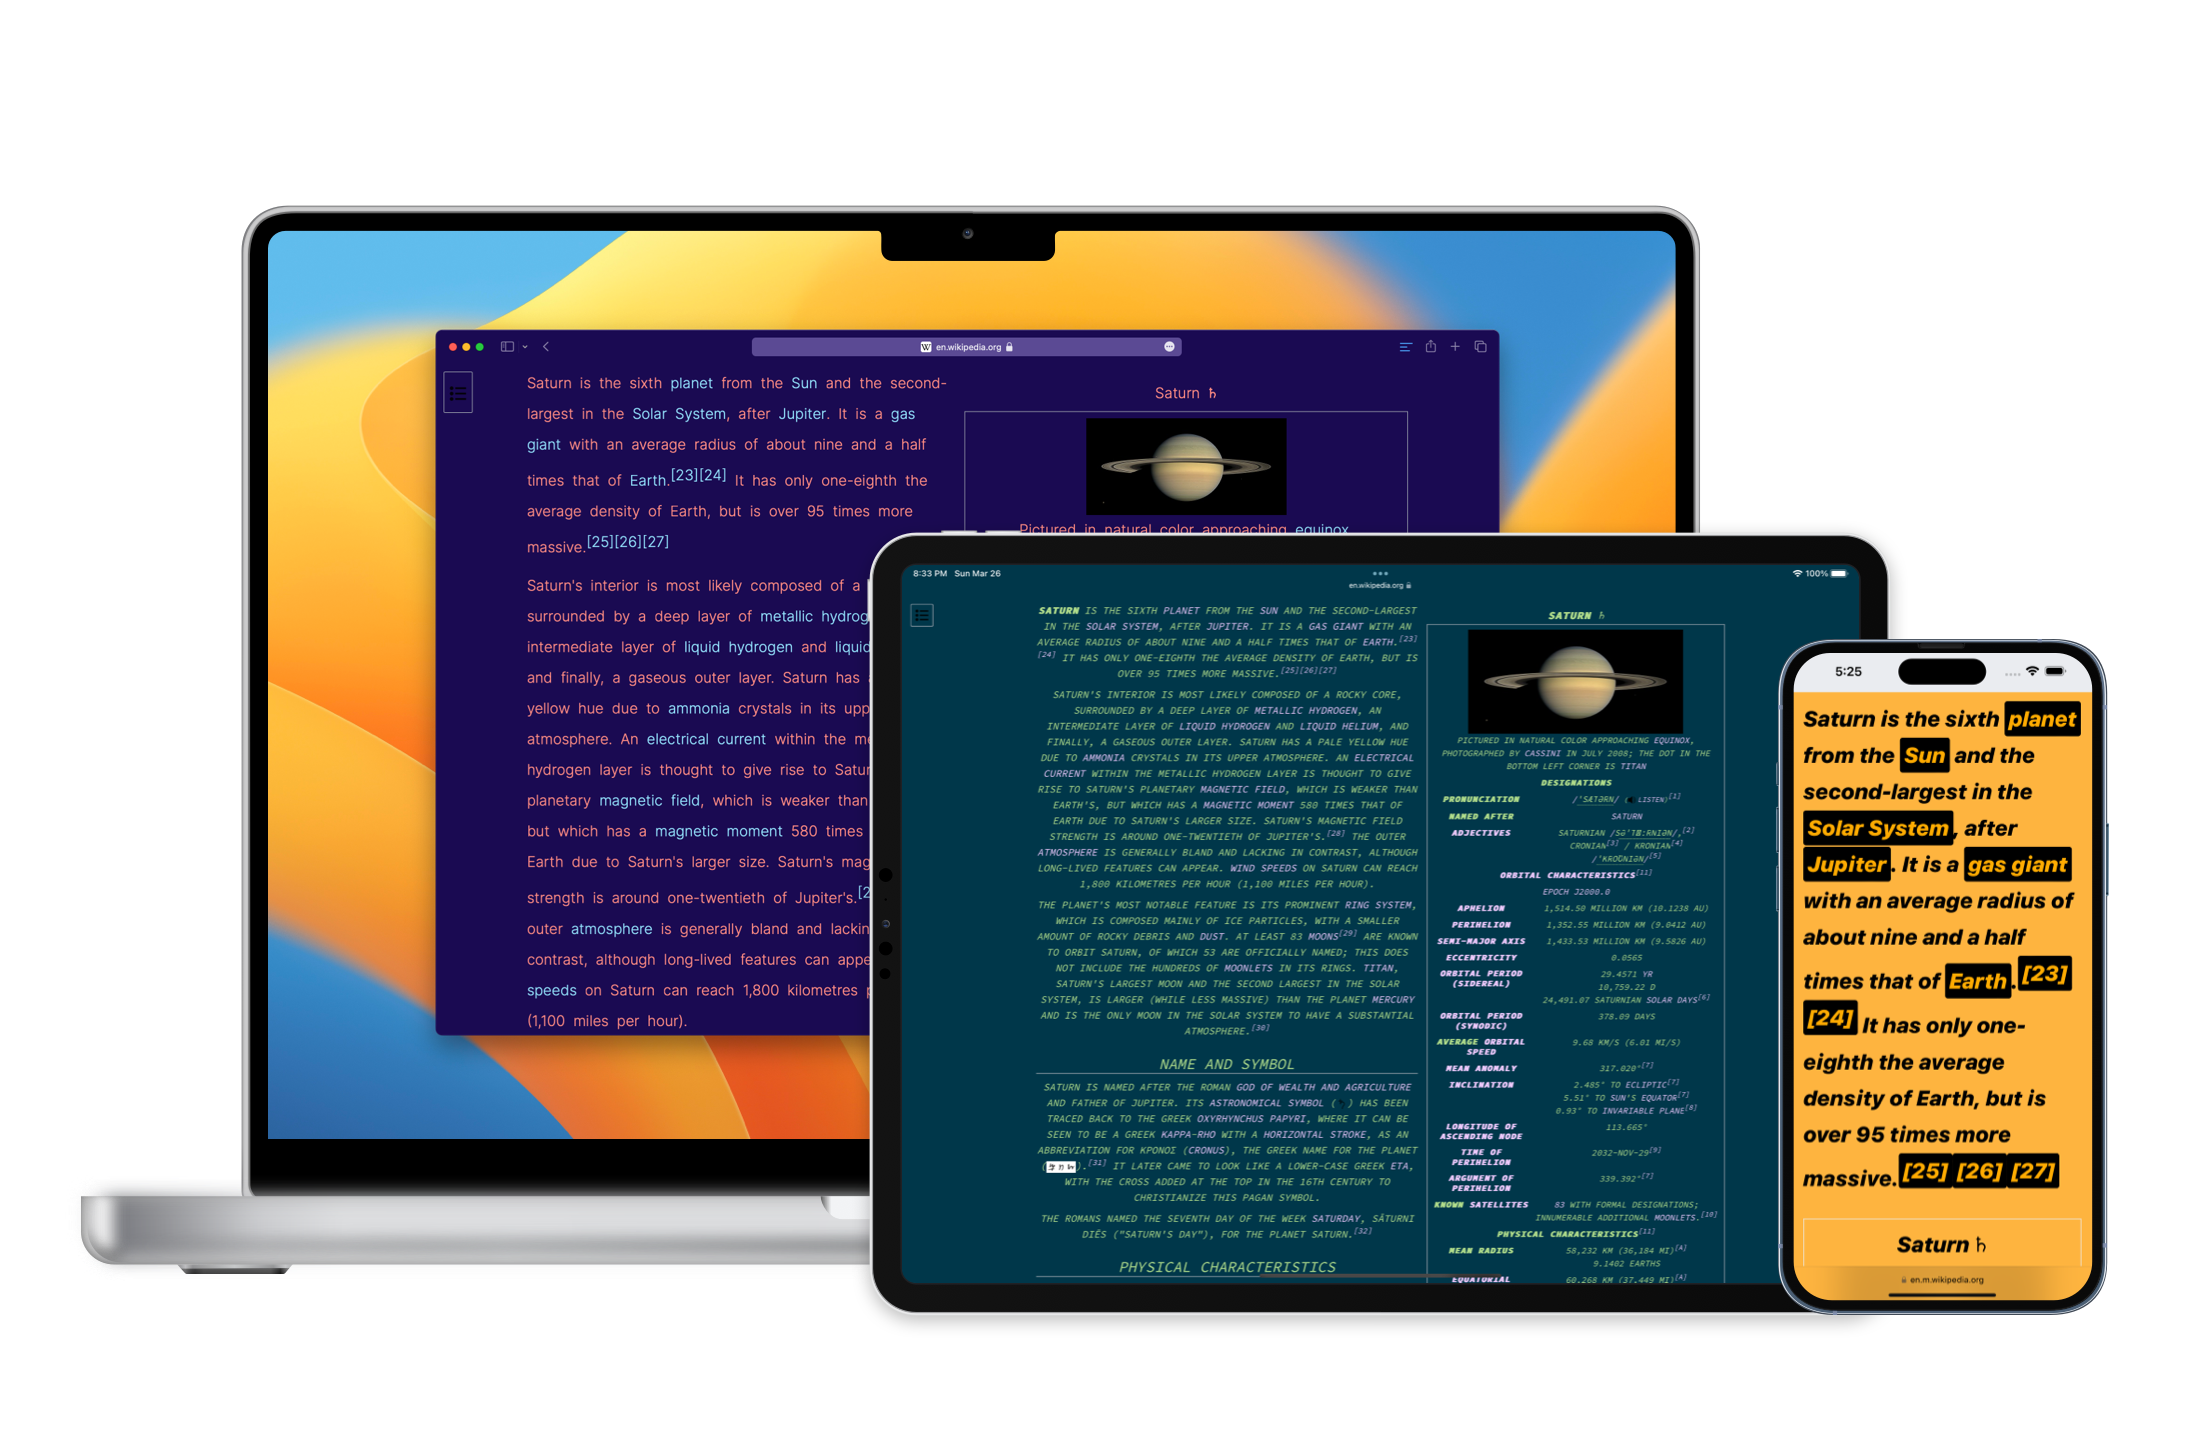 en.wikipedia.org
Saturn is the sixth planet from the Sun and the second-
largest in the Solar System, after Jupiter. It is a gas
giant with an average radius of about nine and a half
times that of Earth.[23][24] It has only one-eighth the
average density of Earth, but is over 95 times more
massive.[25][26][27]
Saturn's interior is most likely composed of a
surrounded by a deep layer of metallic hydrog
intermediate layer of liquid hydrogen and liquid
and finally, a gaseous outer layer. Saturn has
yellow hue due to ammonia crystals in its upp
atmosphere. An electrical current within the me
hydrogen layer is thought to give rise to Satur
planetary magnetic field, which is weaker than
but which has a magnetic moment 580 times
Earth due to Saturn's larger size. Saturn's mag
strength is around one-twentieth of Jupiter's.[2
outer atmosphere is generally bland and lackin
contrast, although long-lived features can appe
speeds on Saturn can reach 1,800 kilometres p
(1,100 miles per hour).
Saturn ♄
Pictured in natural color approaching equinox,
8:33 PM Sun Mar 26
en.wikipedia.org
100%
SATURN IS THE SIXTH PLANET FROM THE SUN AND THE SECOND-LARGEST
IN THE SOLAR SYSTEM, AFTER JUPITER. IT IS A GAS GIANT WITH AN
AVERAGE RADIUS OF ABOUT NINE AND A HALF TIMES THAT OF EARTH.[23]
[24] IT HAS ONLY ONE-EIGHTH THE AVERAGE DENSITY OF EARTH, BUT IS
OVER 95 TIMES MORE MASSIVE.[25][26][27]
SATURN'S INTERIOR IS MOST LIKELY COMPOSED OF A ROCKY CORE,
SURROUNDED BY A DEEP LAYER OF METALLIC HYDROGEN, AN
INTERMEDIATE LAYER OF LIQUID HYDROGEN AND LIQUID HELIUM, AND
FINALLY, A GASEOUS OUTER LAYER. SATURN HAS A PALE YELLOW HUE
DUE TO AMMONIA CRYSTALS IN ITS UPPER ATMOSPHERE. AN ELECTRICAL
CURRENT WITHIN THE METALLIC HYDROGEN LAYER IS THOUGHT TO GIVE
RISE TO SATURN'S PLANETARY MAGNETIC FIELD, WHICH IS WEAKER THAN
EARTH'S, BUT WHICH HAS A MAGNETIC MOMENT 580 TIMES THAT OF
EARTH DUE TO SATURN'S LARGER SIZE. SATURN'S MAGNETIC FIELD
STRENGTH IS AROUND ONE-TWENTIETH OF JUPITER'S.[28] THE OUTER
ATMOSPHERE IS GENERALLY BLAND AND LACKING IN CONTRAST, ALTHOUGH
LONG-LIVED FEATURES CAN APPEAR. WIND SPEEDS ON SATURN CAN REACH
1,800 KILOMETRES PER HOUR (1,100 MILES PER HOUR).
THE PLANET'S MOST NOTABLE FEATURE IS ITS PROMINENT RING SYSTEM,
WHICH IS COMPOSED MAINLY OF ICE PARTICLES, WITH A SMALLER
AMOUNT OF ROCKY DEBRIS AND DUST. AT LEAST 83 MOONS[29] ARE KNOWN
TO ORBIT SATURN, OF WHICH 53 ARE OFFICIALLY NAMED; THIS DOES
NOT INCLUDE THE HUNDREDS OF MOONLETS IN ITS RINGS. TITAN,
SATURN'S LARGEST MOON AND THE SECOND LARGEST IN THE SOLAR
SYSTEM, IS LARGER (WHILE LESS MASSIVE) THAN THE PLANET MERCURY
AND IS THE ONLY MOON IN THE SOLAR SYSTEM TO HAVE A SUBSTANTIAL
ATMOSPHERE.[30]
NAME AND SYMBOL
SATURN IS NAMED AFTER THE ROMAN GOD OF WEALTH AND AGRICULTURE
AND FATHER OF JUPITER. ITS ASTRONOMICAL SYMBOL ( ) HAS BEEN
TRACED BACK TO THE GREEK OXYRHYNCHUS PAPYRI, WHERE IT CAN BE
SEEN TO BE A GREEK KAPPA-RHO WITH A HORIZONTAL STROKE, AS AN
ABBREVIATION FOR ΚΡΟΝΟΣ (CRONUS), THE GREEK NAME FOR THE PLANET
( ).[31] IT LATER CAME TO LOOK LIKE A LOWER-CASE GREEK ETA,
WITH THE CROSS ADDED AT THE TOP IN THE 16TH CENTURY TO
CHRISTIANIZE THIS PAGAN SYMBOL.
THE ROMANS NAMED THE SEVENTH DAY OF THE WEEK SATURDAY, SĀTURNI
DIĒS ("SATURN'S DAY"), FOR THE PLANET SATURN.[32]
PHYSICAL CHARACTERISTICS
SATURN ♄
PICTURED IN NATURAL COLOR APPROACHING EQUINOX,
PHOTOGRAPHED BY CASSINI IN JULY 2008; THE DOT IN THE
BOTTOM LEFT CORNER IS TITAN
DESIGNATIONS
PRONUNCIATION /ˈSÆTƏRN/ ( LISTEN)[1]
NAMED AFTER SATURN
ADJECTIVES SATURNIAN [2]
CRONIAN[3] / KRONIAN[4]
[5]
ORBITAL CHARACTERISTICS[11]
EPOCH J2000.0
APHELION 1,514.50 MILLION KM (10.1238 AU)
PERIHELION 1,352.55 MILLION KM (9.0412 AU)
SEMI-MAJOR AXIS 1,433.53 MILLION KM (9.5826 AU)
ECCENTRICITY 0.0565
ORBITAL PERIOD 29.4571 YR
(SIDEREAL) 10,759.22 D
24,491.07 SATURNIAN SOLAR DAYS[6]
ORBITAL PERIOD 378.09 DAYS
(SYNODIC)
AVERAGE ORBITAL 9.68 KM/S (6.01 MI/S)
SPEED
MEAN ANOMALY 317.020°[7]
INCLINATION 2.485° TO ECLIPTIC[7]
5.51° TO SUN'S EQUATOR[7]
0.93° TO INVARIABLE PLANE[8]
LONGITUDE OF 113.665°
ASCENDING NODE
TIME OF 2032-NOV-29[9]
PERIHELION
ARGUMENT OF 339.392°[7]
PERIHELION
KNOWN SATELLITES 83 WITH FORMAL DESIGNATIONS;
INNUMERABLE ADDITIONAL MOONLETS.[10]
PHYSICAL CHARACTERISTICS[11]
MEAN RADIUS 58,232 KM (36,184 MI)[A]
9.1402 EARTHS
EQUATORIAL 60,268 KM (37,449 MI)[A]
5:25
Saturn is the sixth planet
from the Sun and the
second-largest in the
Solar System, after
Jupiter. It is a gas giant
with an average radius of
about nine and a half
times that of Earth.[23]
[24] It has only one-
eighth the average
density of Earth, but is
over 95 times more
massive.[25] [26] [27]
Saturn ♄
en.m.wikipedia.org